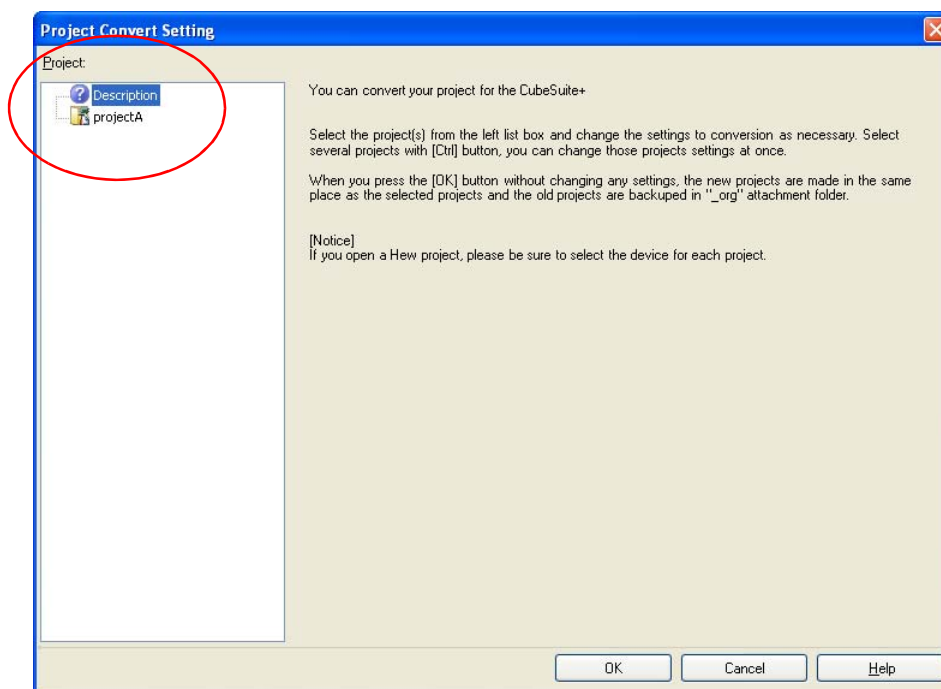 Project Convert Setting
Project:
Description
projectA
You can convert your project for the CubeSuite+
Select the project(s) from the left list box and change the settings to conversion as necessary. Select
several projects with [Ctrl] button, you can change those projects settings at once.
When you press the [OK] button without changing any settings, the new projects are made in the same
place as the selected projects and the old projects are backuped in "_org" attachment folder.
[Notice]
If you open a Hew project, please be sure to select the device for each project.
OK
Cancel
Help